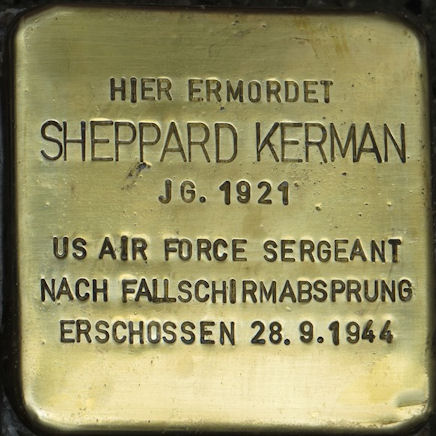 HIER ERMORDET
SHEPPARD KERMAN
JG. 1921
US AIR FORCE SERGEANT
NACH FALLSCHIRMABSPRUNG
ERSCHOSSEN 28.9.1944